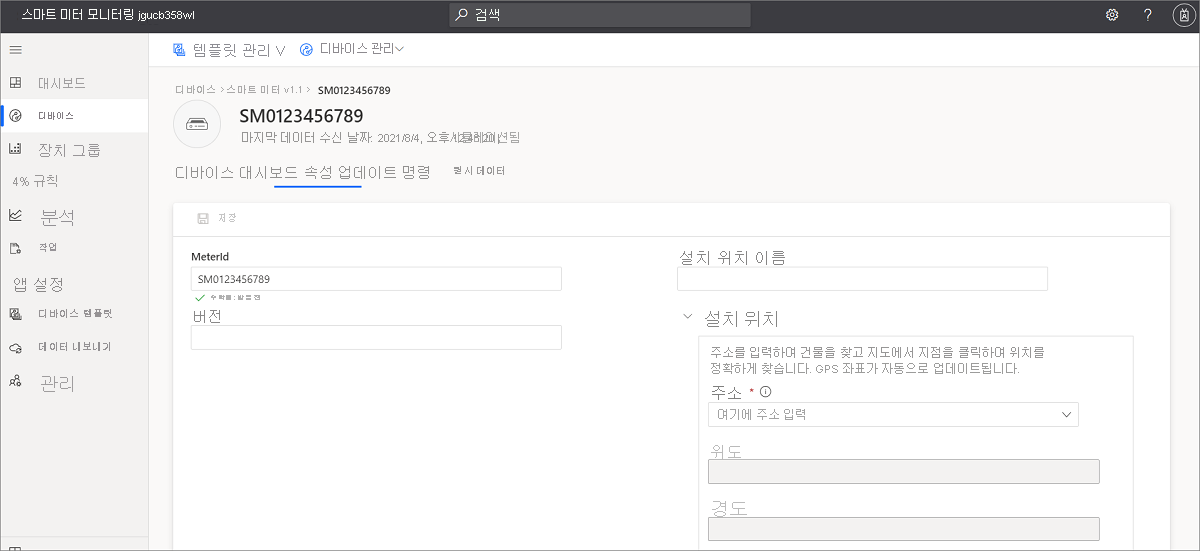 스마트 미터 모니터링 jgucb358wl
검색
?
템플릿 관리 V
디바이스 관리
대시보드
디바이스
장치 그룹
4% 규칙
분석
작업
앱 설정
디바이스 템플릿
데이터 내보내기
관리
디바이스 > 스마트 미터 v1.1 > SM0123456789
SM0123456789
마지막 데이터 수신 날짜: 2021/8/4, 오후
디바이스 대시보드 속성 업데이트 명령
원시 데이터
저장
MeterId
SM0123456789
버전
설치 위치 이름
설치 위치
주소를 입력하여 건물을 찾고 지도에서 지점을 클릭하여 위치를
정확하게 찾습니다. GPS 좌표가 자동으로 업데이트됩니다.
주소 *
여기에 주소 입력
위도
경도